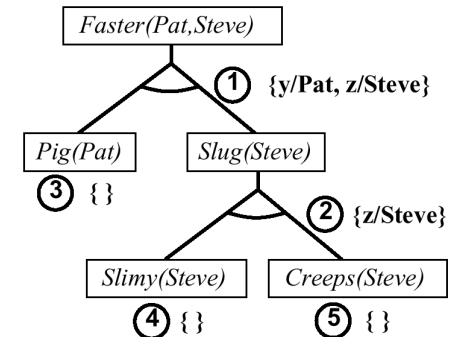 Faster(Pat,Steve)
1 {y/Pat, z/Steve}
Pig(Pat) Slug(Steve)
3 { }
2 {z/Steve}
Slimy(Steve) Creeps(Steve)
4 { } 5 { }